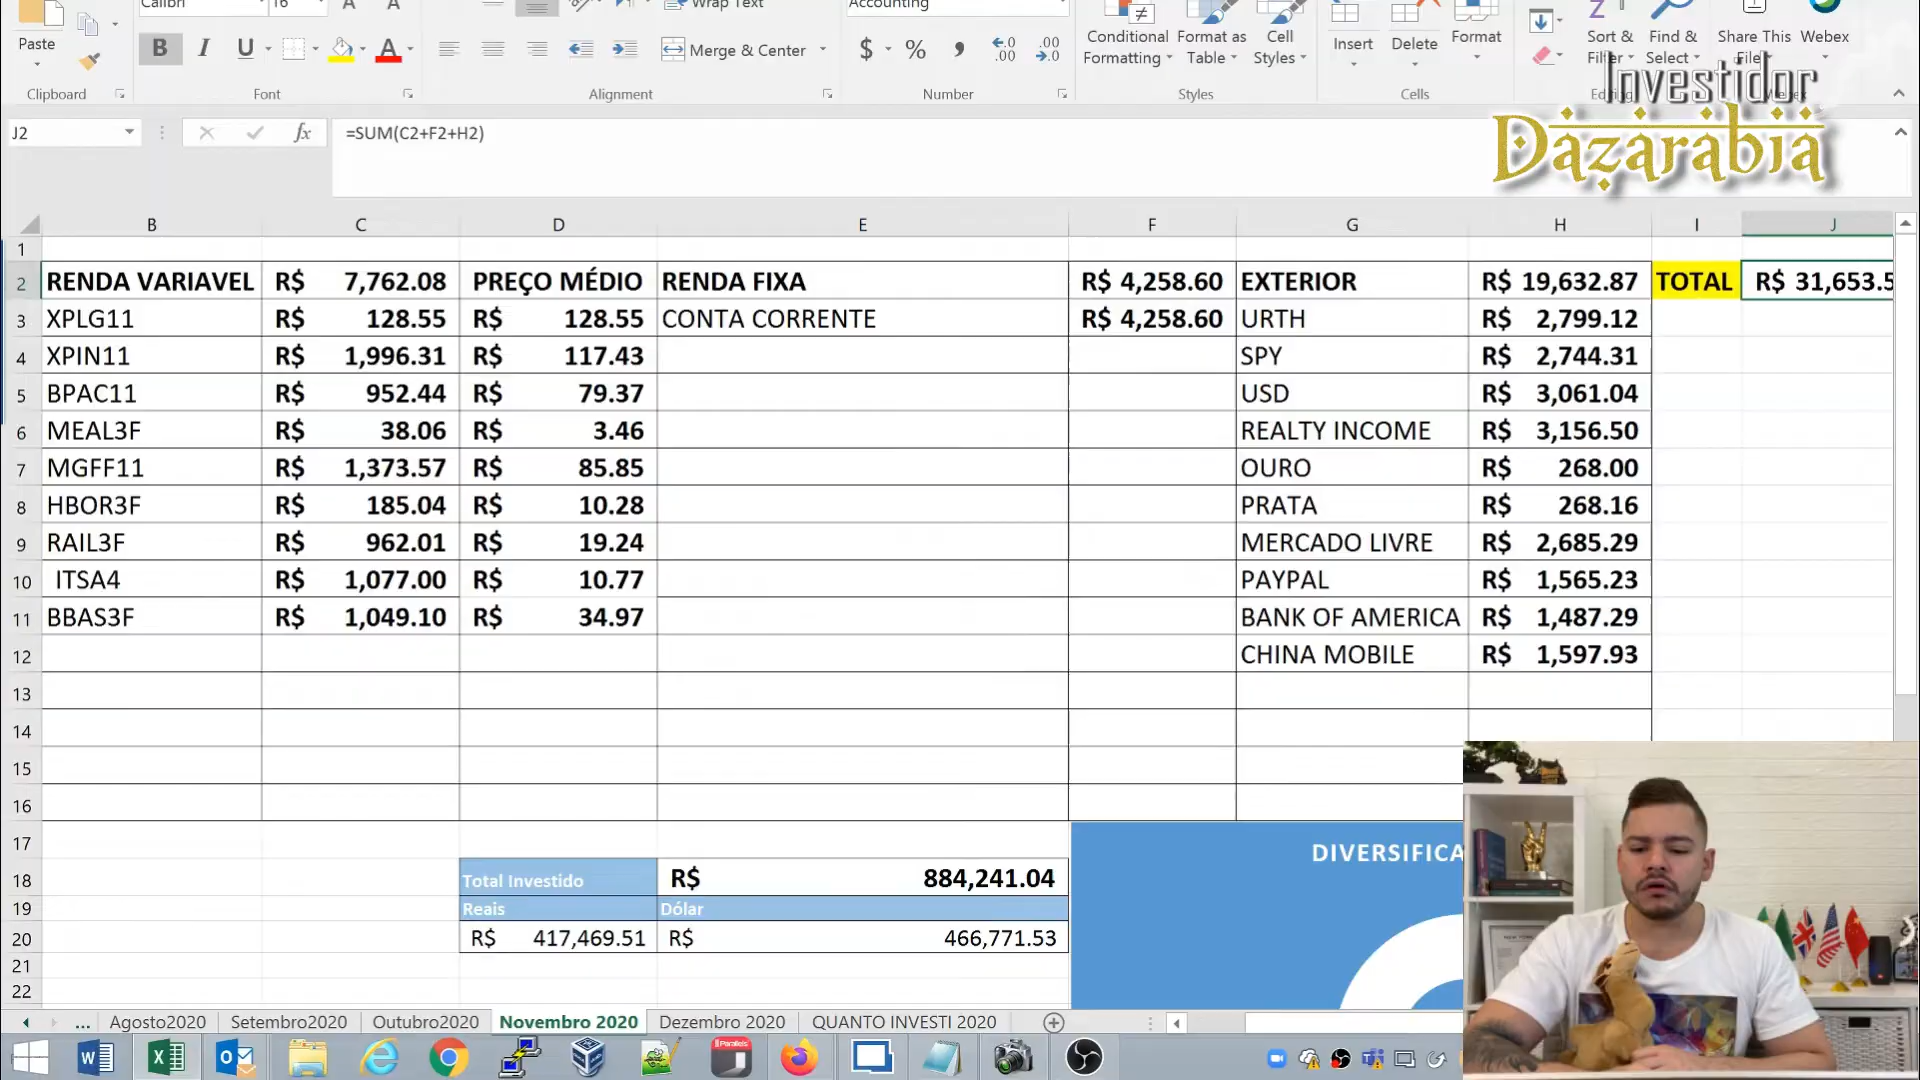 Calibri 16 A A Wrap Text Accounting
Paste B I U A Merge & Center $ % , Conditional Formatting Format as Table Cell Styles Insert Delete Format Sort & Filter Find & Select Share This File Webex
Clipboard Font Alignment Number Styles Cells
Investidor
Dazarabia
J2 fx =SUM(C2+F2+H2)
B C D E F G H I J
1
2 RENDA VARIAVEL R$ 7,762.08 PREÇO MÉDIO RENDA FIXA R$ 4,258.60 EXTERIOR R$ 19,632.87 TOTAL R$ 31,653.5
3 XPLG11 R$ 128.55 R$ 128.55 CONTA CORRENTE R$ 4,258.60 URTH R$ 2,799.12
4 XPIN11 R$ 1,996.31 R$ 117.43 SPY R$ 2,744.31
5 BPAC11 R$ 952.44 R$ 79.37 USD R$ 3,061.04
6 MEAL3F R$ 38.06 R$ 3.46 REALTY INCOME R$ 3,156.50
7 MGFF11 R$ 1,373.57 R$ 85.85 OURO R$ 268.00
8 HBOR3F R$ 185.04 R$ 10.28 PRATA R$ 268.16
9 RAIL3F R$ 962.01 R$ 19.24 MERCADO LIVRE R$ 2,685.29
10 ITSA4 R$ 1,077.00 R$ 10.77 PAYPAL R$ 1,565.23
11 BBAS3F R$ 1,049.10 R$ 34.97 BANK OF AMERICA R$ 1,487.29
12 CHINA MOBILE R$ 1,597.93
13
14
15
16
17 DIVERSIFICA
18 Total Investido R$ 884,241.04
19 Reais Dólar
20 R$ 417,469.51 R$ 466,771.53
21
22
... Agosto2020 Setembro2020 Outubro2020 Novembro 2020 Dezembro 2020 QUANTO INVESTI 2020